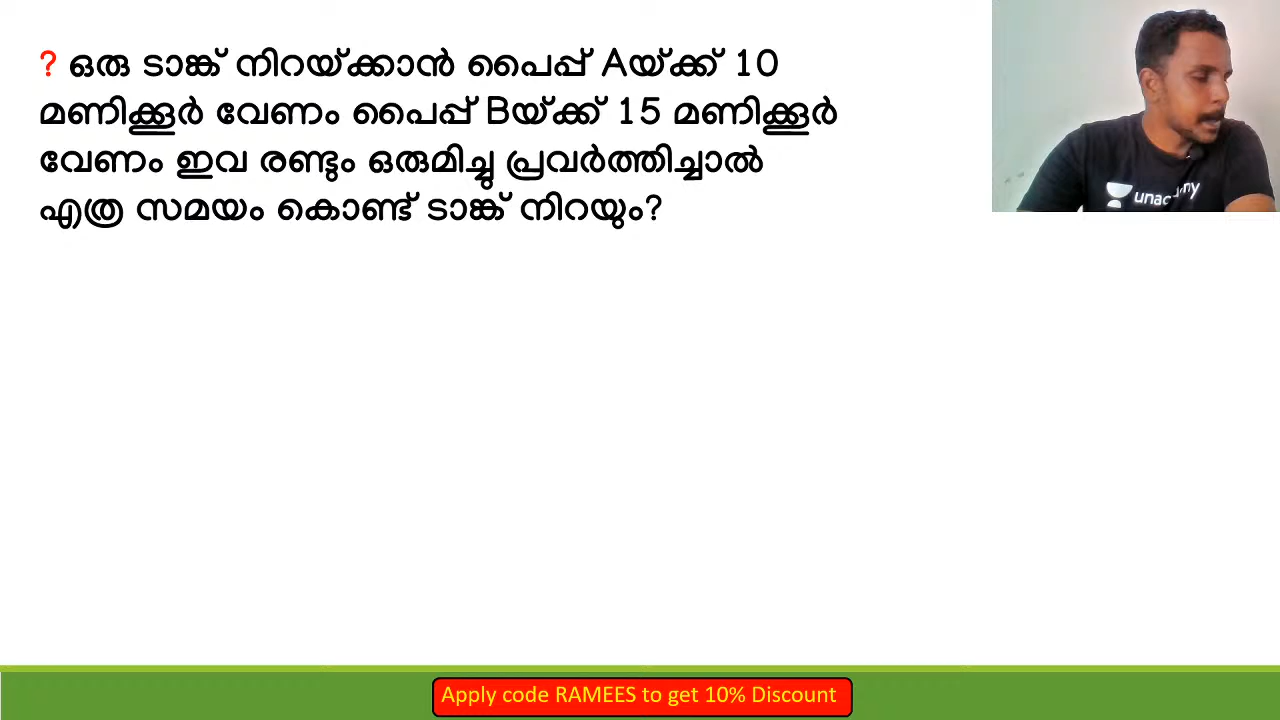 ? ഒരു ടാങ്ക് നിറയ്ക്കാൻ പൈപ്പ് Aയ്ക്ക് 10
മണിക്കൂർ വേണം പൈപ്പ് Bയ്ക്ക് 15 മണിക്കൂർ
വേണം ഇവ രണ്ടും ഒരുമിച്ചു പ്രവർത്തിച്ചാൽ
എത്ര സമയം കൊണ്ട് ടാങ്ക് നിറയും?
unacademy
Apply code RAMEES to get 10% Discount